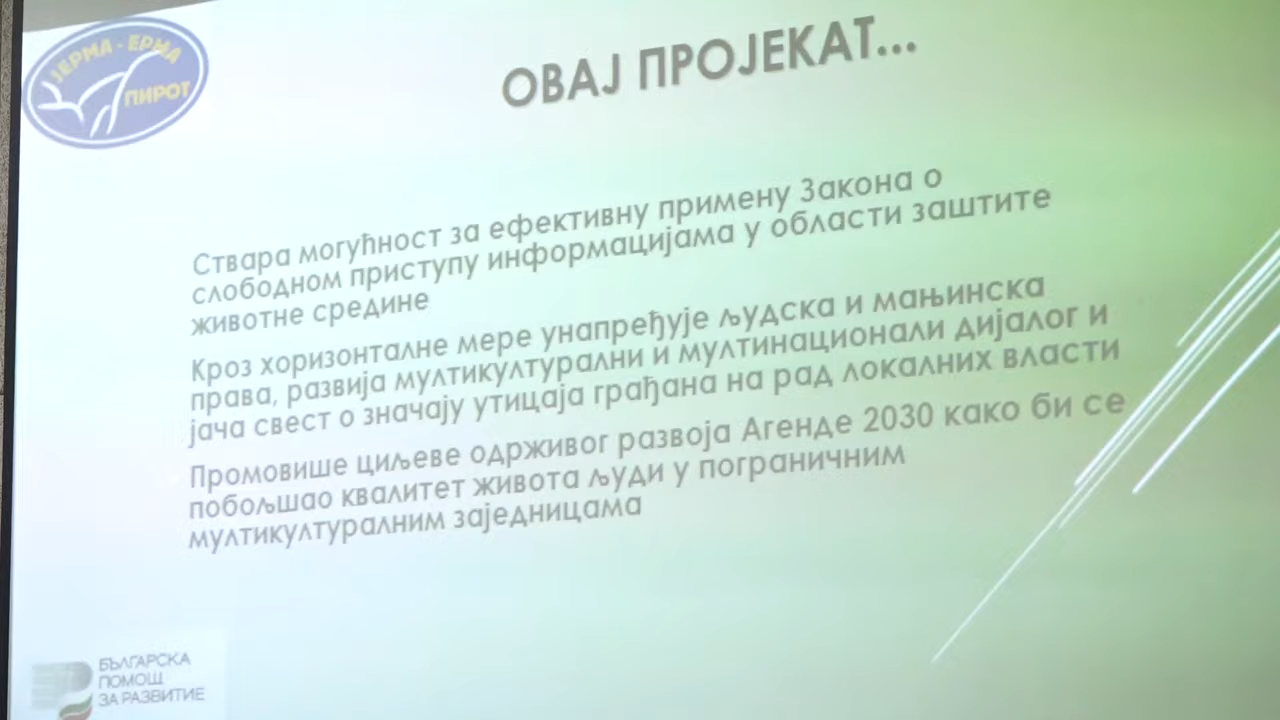 ЈЕРМА - ЕРМА
ПИРОТ
ОВАЈ ПРОЈЕКАТ...
Ствара могућност за ефективну примену Закона о
слободном приступу информацијама у области заштите
животне средине
Кроз хоризонталне мере унапређује људска и мањинска
права, развија мултикултурални и мултинационали дијалог и
јача свест о значају утицаја грађана на рад локалних власти
Промовише циљеве одрживог развоја Агенде 2030 како би се
побољшао квалитет живота људи у пограничним
мултикултуралним заједницама
БЪЛГАРСКА
ПОМОЩ
ЗА РАЗВИТИЕ